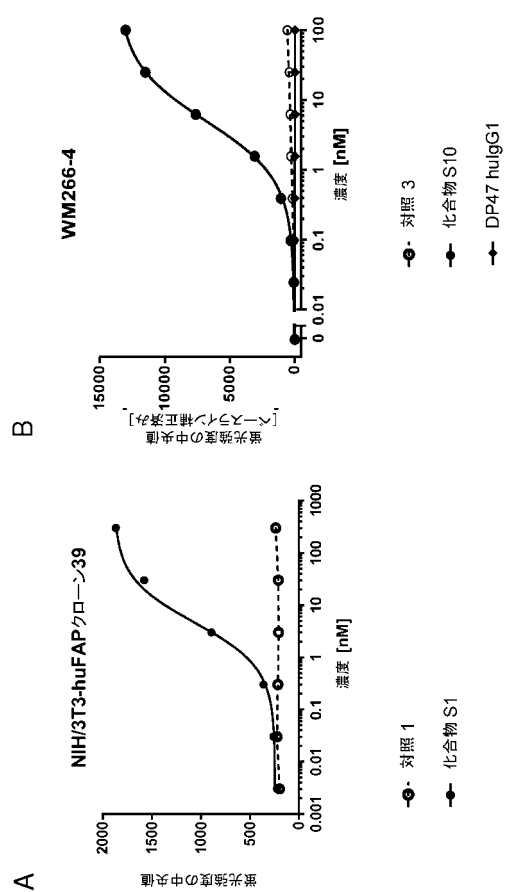 A
NIH/3T3-huFAPクローン39
蛍光強度の中央値
2000
1500
1000
500
0
0.001 0.01 0.1 1 10 100 1000
濃度 [nM]
対照 1
化合物 S1
B
WM266-4
蛍光強度の中央値
[ベースライン補正済み]
15000
10000
5000
0
0 0.01 0.1 1 10 100
濃度 [nM]
対照 3
化合物 S10
DP47 huIgG1